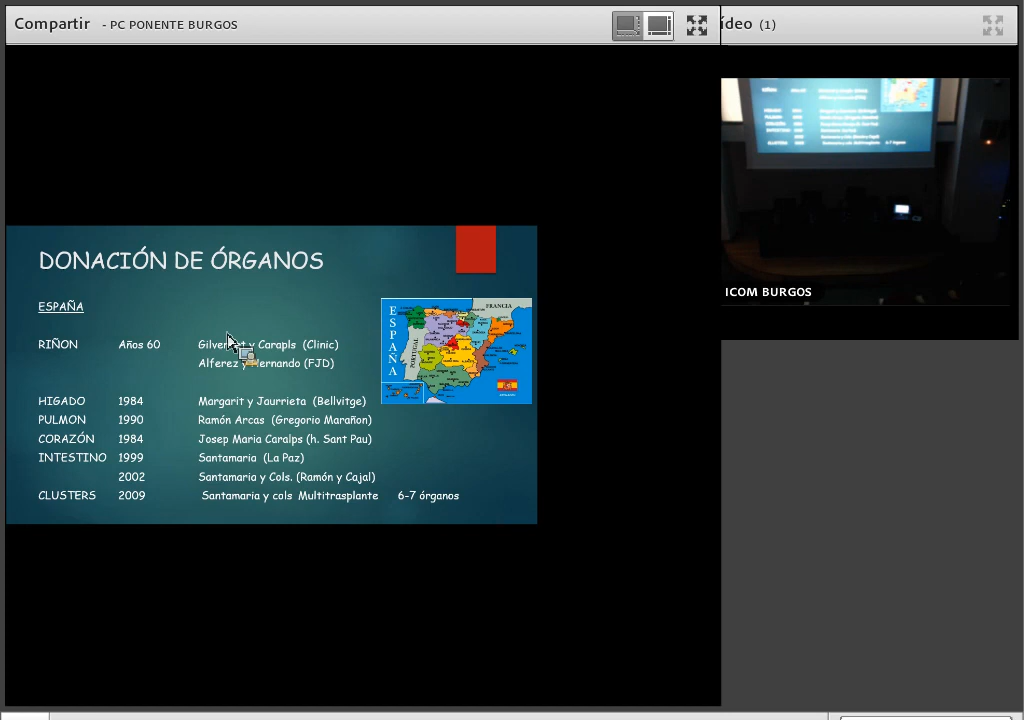 Compartir - PC PONENTE BURGOS
ídeo (1)
DONACIÓN DE ÓRGANOS
ESPAÑA
RIÑON Años 60 Carapls (Clinic)
Alferez y Fernando (FJD)
HIGADO 1984 Margarit y Jaurrieta (Bellvitge)
PULMON 1990 Ramón Arcas (Gregorio Marañon)
CORAZÓN 1984 Josep Maria Caralps (h. Sant Pau)
INTESTINO 1999 Santamaria (La Paz)
2002 Santamaria y Cols. (Ramón y Cajal)
CLUSTERS 2009 Santamaria y cols Multitrasplante 6-7 órganos
ESPAÑA
FRANCIA
PORTUGAL
ICOM BURGOS